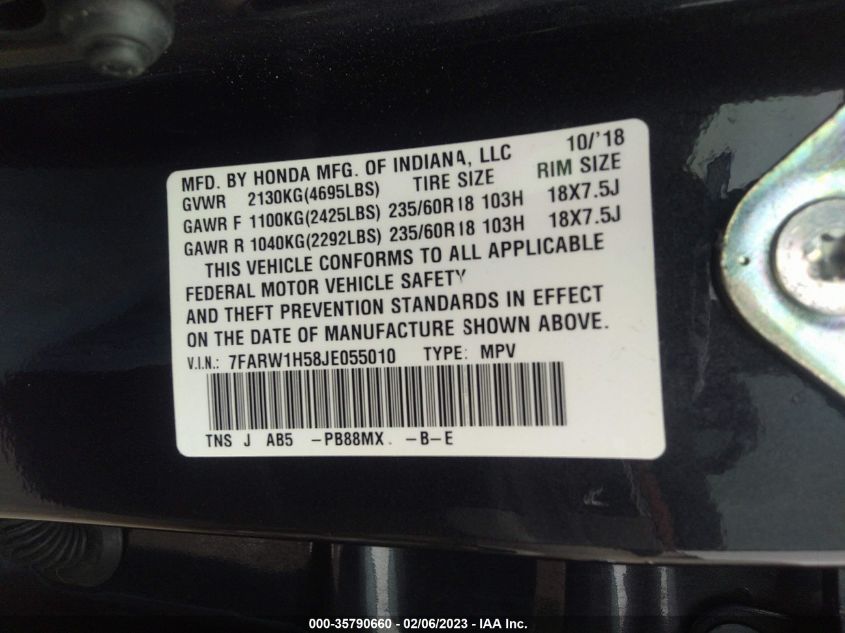 MFD. BY HONDA MFG. OF INDIANA, LLC 10/'18
GVWR 2130KG(4695LBS) TIRE SIZE RIM SIZE
GAWR F 1100KG(2425LBS) 235/60R18 103H 18X7.5J
GAWR R 1040KG(2292LBS) 235/60R18 103H 18X7.5J
THIS VEHICLE CONFORMS TO ALL APPLICABLE
FEDERAL MOTOR VEHICLE SAFETY
AND THEFT PREVENTION STANDARDS IN EFFECT
ON THE DATE OF MANUFACTURE SHOWN ABOVE.
V.I.N.: 7FARW1H58JE055010 TYPE: MPV
TNS J AB5 -PB88MX -B-E
000-35790660 - 02/06/2023 - IAA Inc.